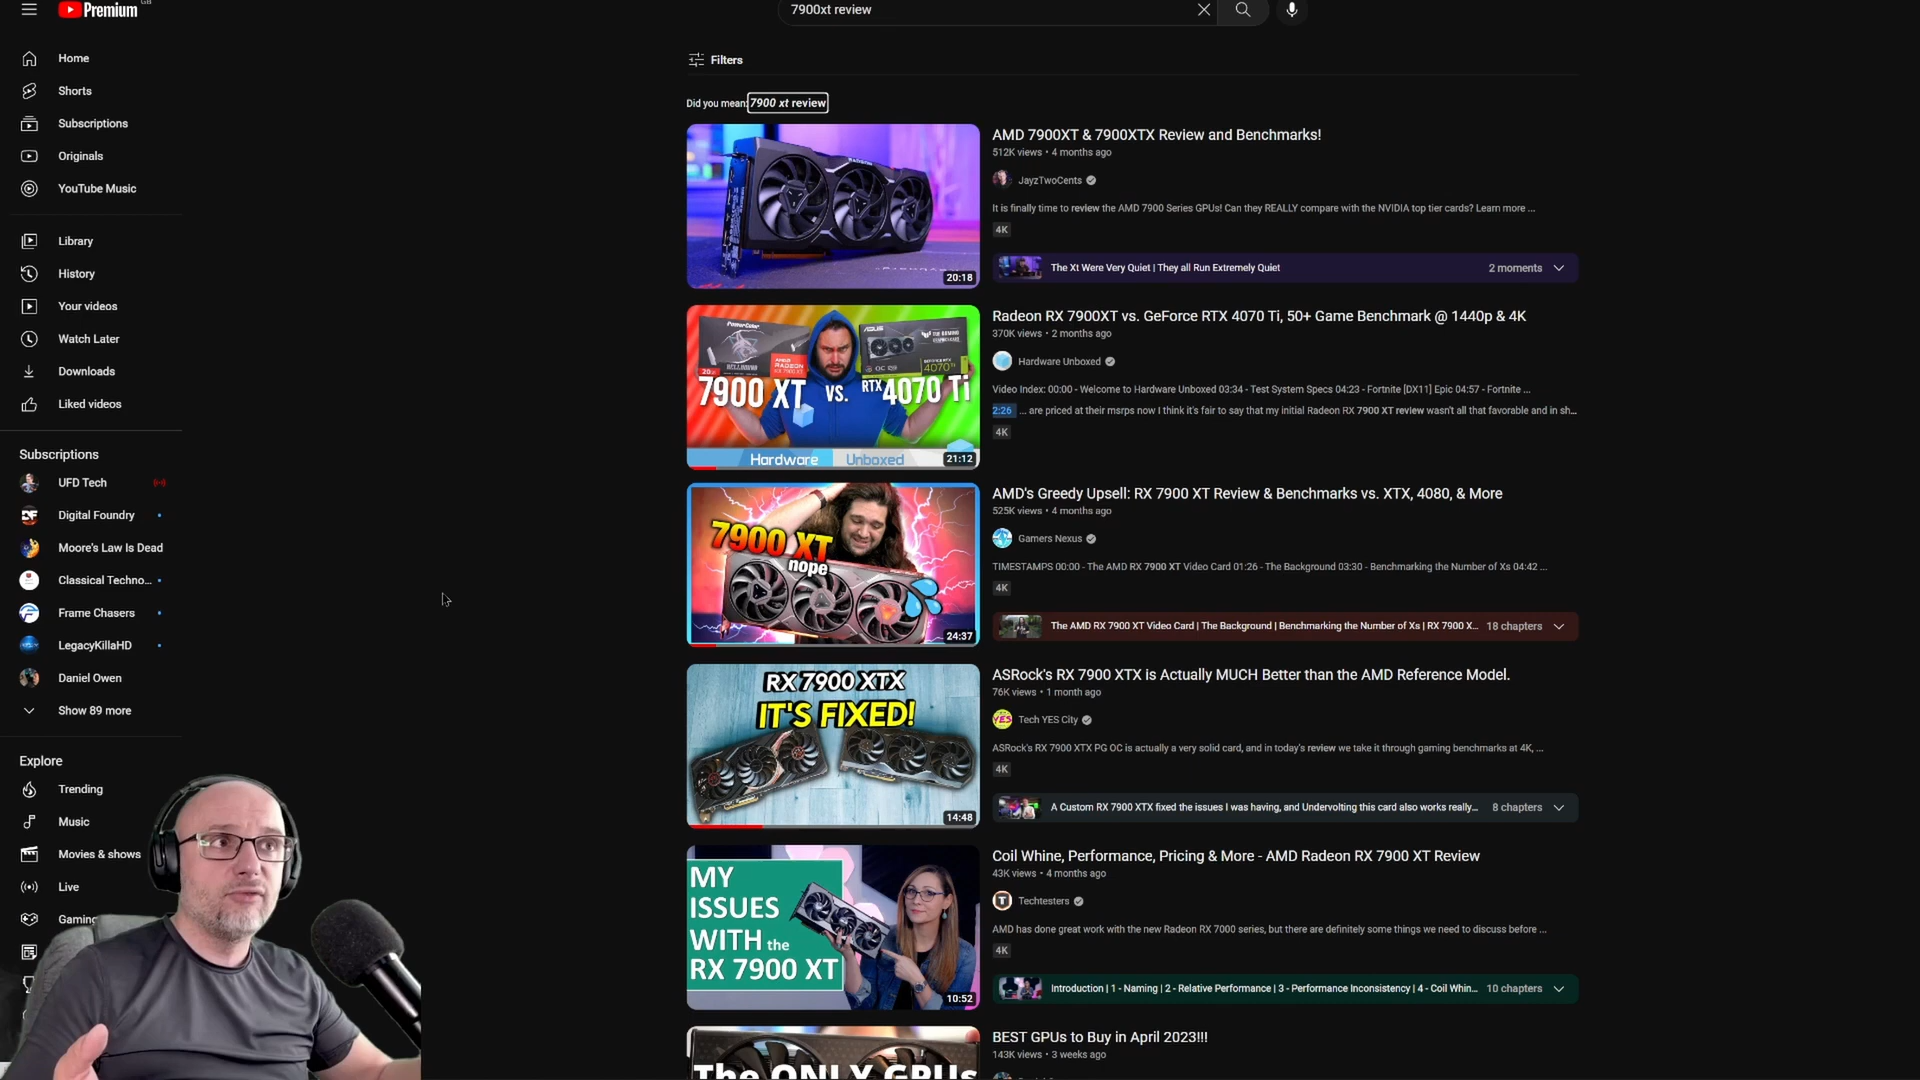 Premium GB
7900xt review
Home
Shorts
Subscriptions
Originals
YouTube Music
Library
History
Your videos
Watch Later
Downloads
Liked videos
Subscriptions
UFD Tech
Digital Foundry
Moore's Law Is Dead
Classical Techno...
Frame Chasers
LegacyKillaHD
Daniel Owen
Show 89 more
Explore
Trending
Music
Movies & shows
Live
Gaming
Filters
Did you mean: 7900 xt review
20:18
AMD 7900XT & 7900XTX Review and Benchmarks!
512K views • 4 months ago
JayzTwoCents
It is finally time to review the AMD 7900 Series GPUs! Can they REALLY compare with the NVIDIA top tier cards? Learn more ...
4K
The Xt Were Very Quiet | They all Run Extremely Quiet
2 moments
7900 XT VS. RTX 4070 Ti
Hardware Unboxed
21:12
Radeon RX 7900XT vs. GeForce RTX 4070 Ti, 50+ Game Benchmark @ 1440p & 4K
370K views • 2 months ago
Hardware Unboxed
Video Index: 00:00 - Welcome to Hardware Unboxed 03:34 - Test System Specs 04:23 - Fortnite [DX11] Epic 04:57 - Fortnite ...
2:26 ... are priced at their msrps now I think it's fair to say that my initial Radeon RX 7900 XT review wasn't all that favorable and in sh...
4K
7900 XT
nope
24:37
AMD's Greedy Upsell: RX 7900 XT Review & Benchmarks vs. XTX, 4080, & More
525K views • 4 months ago
Gamers Nexus
TIMESTAMPS 00:00 - The AMD RX 7900 XT Video Card 01:26 - The Background 03:30 - Benchmarking the Number of Xs 04:42 ...
4K
The AMD RX 7900 XT Video Card | The Background | Benchmarking the Number of Xs | RX 7900 X...
18 chapters
RX 7900 XTX
IT'S FIXED!
14:48
ASRock's RX 7900 XTX is Actually MUCH Better than the AMD Reference Model.
76K views • 1 month ago
YES Tech YES City
ASRock's RX 7900 XTX PG OC is actually a very solid card, and in today's review we take it through gaming benchmarks at 4K, ...
4K
A Custom RX 7900 XTX fixed the issues I was having, and Undervolting this card also works really...
8 chapters
MY
ISSUES
WITH the
RX 7900 XT
10:52
Coil Whine, Performance, Pricing & More - AMD Radeon RX 7900 XT Review
43K views • 4 months ago
T Techtesters
AMD has done great work with the new Radeon RX 7000 series, but there are definitely some things we need to discuss before ...
4K
Introduction | 1 - Naming | 2 - Relative Performance | 3 - Performance Inconsistency | 4 - Coil Whin...
10 chapters
The ONLY GPUs
BEST GPUs to Buy in April 2023!!!
143K views • 3 weeks ago